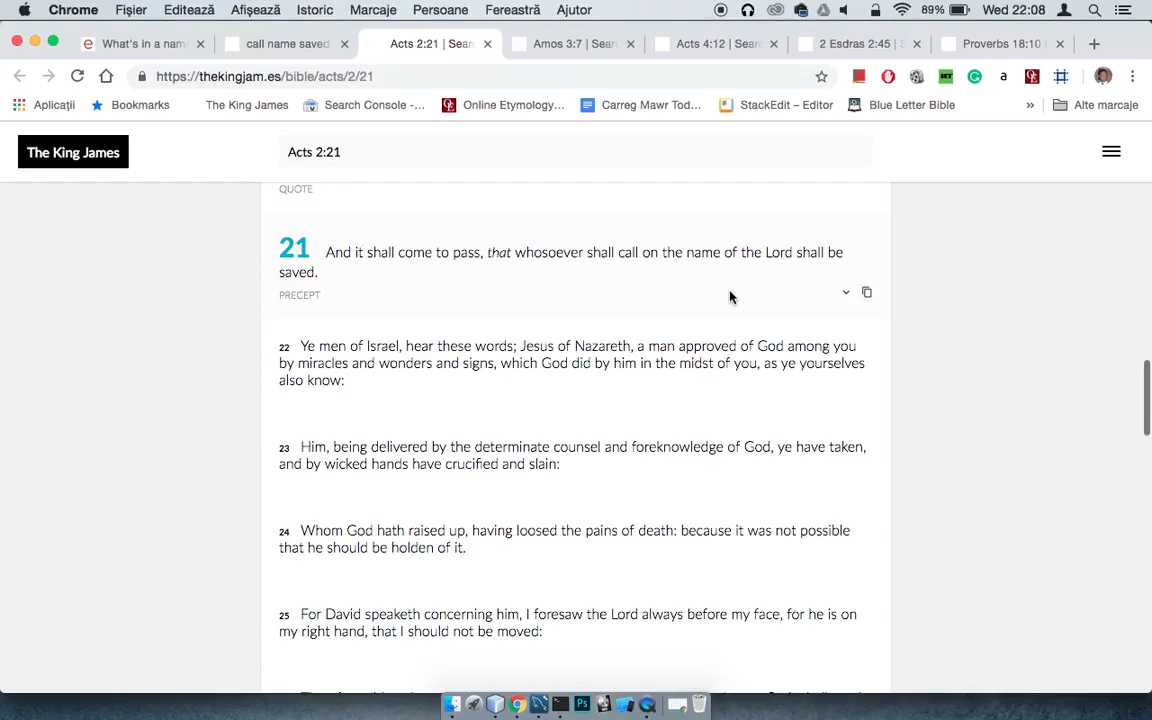 Chrome Fișier Editează Afișează Istoric Marcaje Persoane Fereastră Ajutor 89% Wed 22:08
What's in a nam
call name saved
Acts 2:21 | Sear
Amos 3:7 | Sear
Acts 4:12 | Sear
2 Esdras 2:45 | S
Proverbs 18:10 |
https://thekingjam.es/bible/acts/2/21
Aplicații Bookmarks The King James Search Console -... Online Etymology... Carreg Mawr Tod... StackEdit – Editor Blue Letter Bible » Alte marcaje
The King James
Acts 2:21
QUOTE
21 And it shall come to pass, that whosoever shall call on the name of the Lord shall be
saved.
PRECEPT
22 Ye men of Israel, hear these words; Jesus of Nazareth, a man approved of God among you
by miracles and wonders and signs, which God did by him in the midst of you, as ye yourselves
also know:
23 Him, being delivered by the determinate counsel and foreknowledge of God, ye have taken,
and by wicked hands have crucified and slain:
24 Whom God hath raised up, having loosed the pains of death: because it was not possible
that he should be holden of it.
25 For David speaketh concerning him, I foresaw the Lord always before my face, for he is on
my right hand, that I should not be moved: